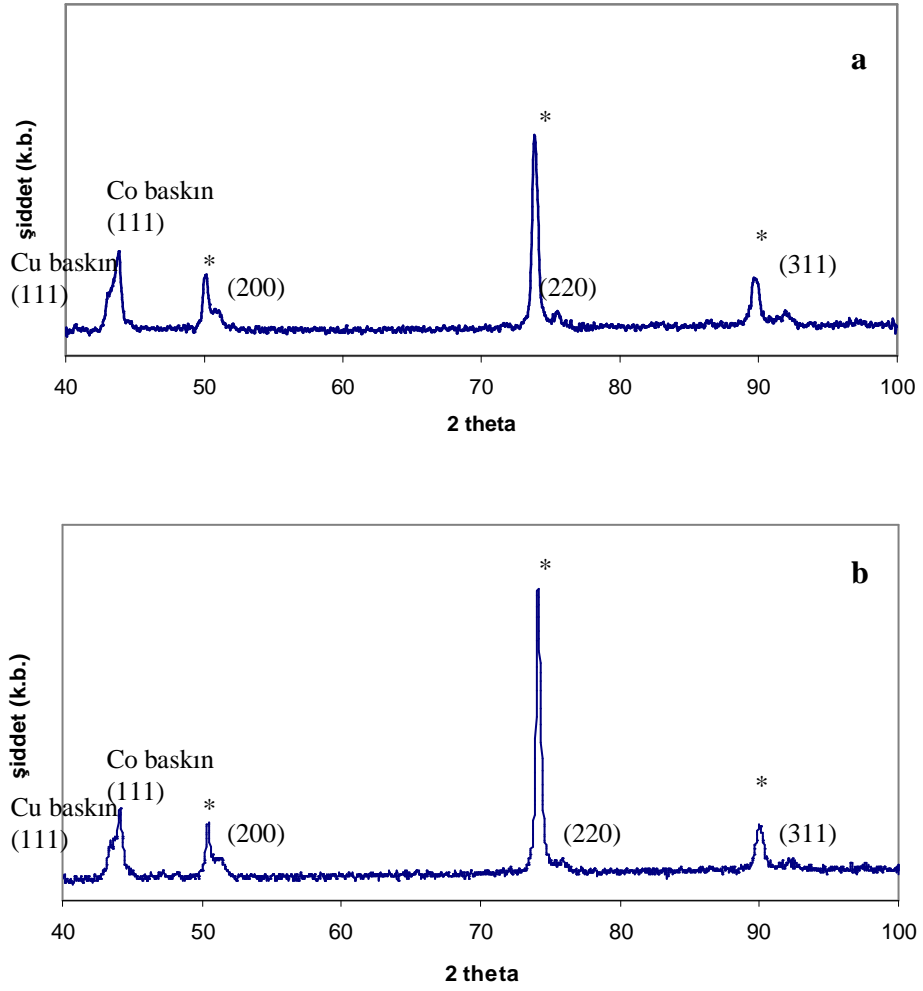 a
şiddet (k.b.)
*
Co baskın
(111)
Cu baskın
(111)
*
(200)
(220)
*
(311)
40 50 60 70 80 90 100
2 theta
b
şiddet (k.b.)
*
Co baskın
(111)
Cu baskın
(111)
*
(200)
(220)
*
(311)
40 50 60 70 80 90 100
2 theta